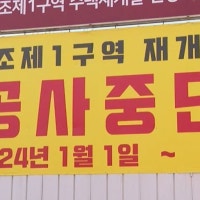 조제1구역 주택재개발
조제1구역 재개
공사중단
24년 1월 1일 ~